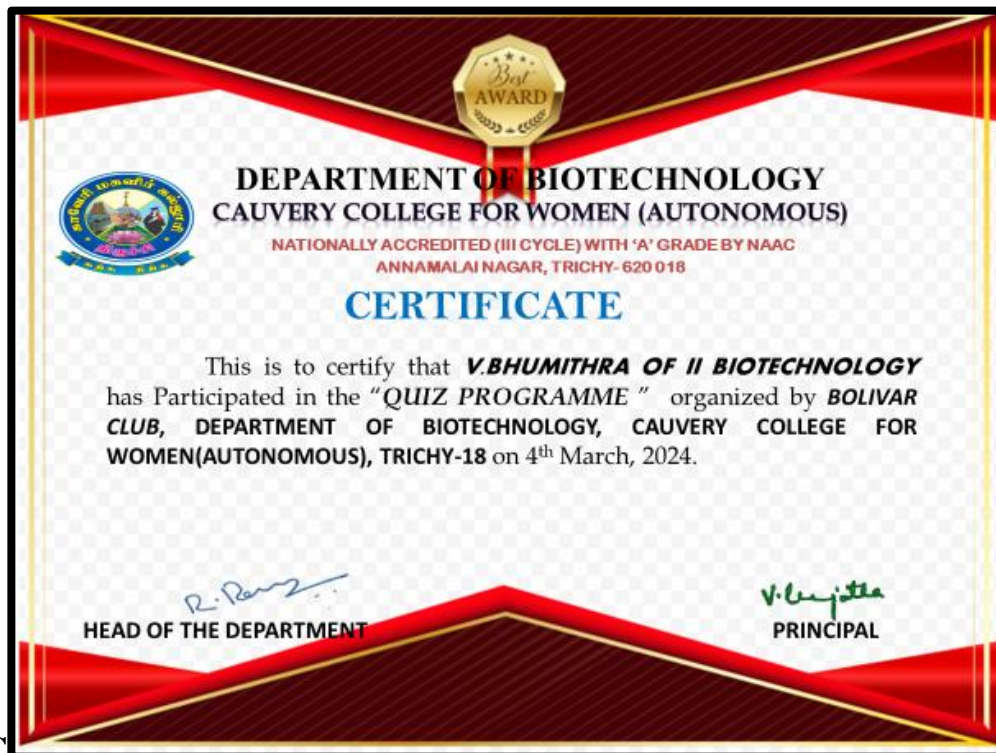 Best
AWARD
DEPARTMENT OF BIOTECHNOLOGY
CAUVERY COLLEGE FOR WOMEN (AUTONOMOUS)
காவேரி மகளிர் கல்லூரி
திருச்சி
கற்க நிற்க
NATIONALLY ACCREDITED (III CYCLE) WITH ‘A’ GRADE BY NAAC
ANNAMALAI NAGAR, TRICHY- 620 018
CERTIFICATE
This is to certify that V.BHUMITHRA OF II BIOTECHNOLOGY
has Participated in the “QUIZ PROGRAMME ” organized by BOLIVAR
CLUB, DEPARTMENT OF BIOTECHNOLOGY, CAUVERY COLLEGE FOR
WOMEN(AUTONOMOUS), TRICHY-18 on 4th March, 2024.
HEAD OF THE DEPARTMENT
PRINCIPAL